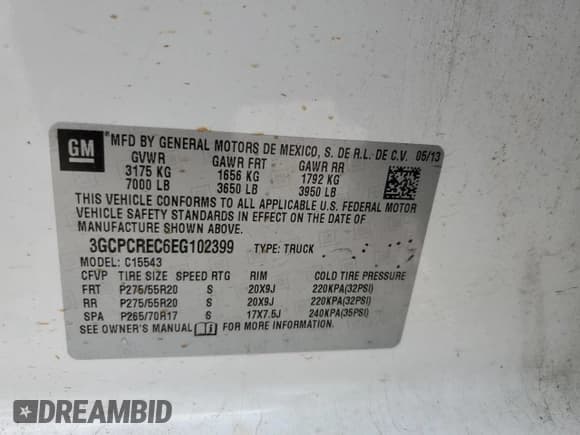 GM
®MFD BY GENERAL MOTORS DE MEXICO, S. DE R.L. DE C.V. 05/13
GVWR GAWR FRT GAWR RR
3175 KG 1656 KG 1792 KG
7000 LB 3650 LB 3950 LB
THIS VEHICLE CONFORMS TO ALL APPLICABLE U.S. FEDERAL MOTOR
VEHICLE SAFETY STANDARDS IN EFFECT ON THE DATE OF
MANUFACTURE SHOWN ABOVE.
3GCPCREC6EG102399 TYPE: TRUCK
MODEL: C15543
CFVP TIRE SIZE SPEED RTG RIM COLD TIRE PRESSURE
FRT P275/55R20 S 20X9J 220KPA(32PSI)
RR P275/55R20 S 20X9J 220KPA(32PSI)
SPA P265/70R17 S 17X7.5J 240KPA(35PSI)
SEE OWNER'S MANUAL FOR MORE INFORMATION.
DREAMBID